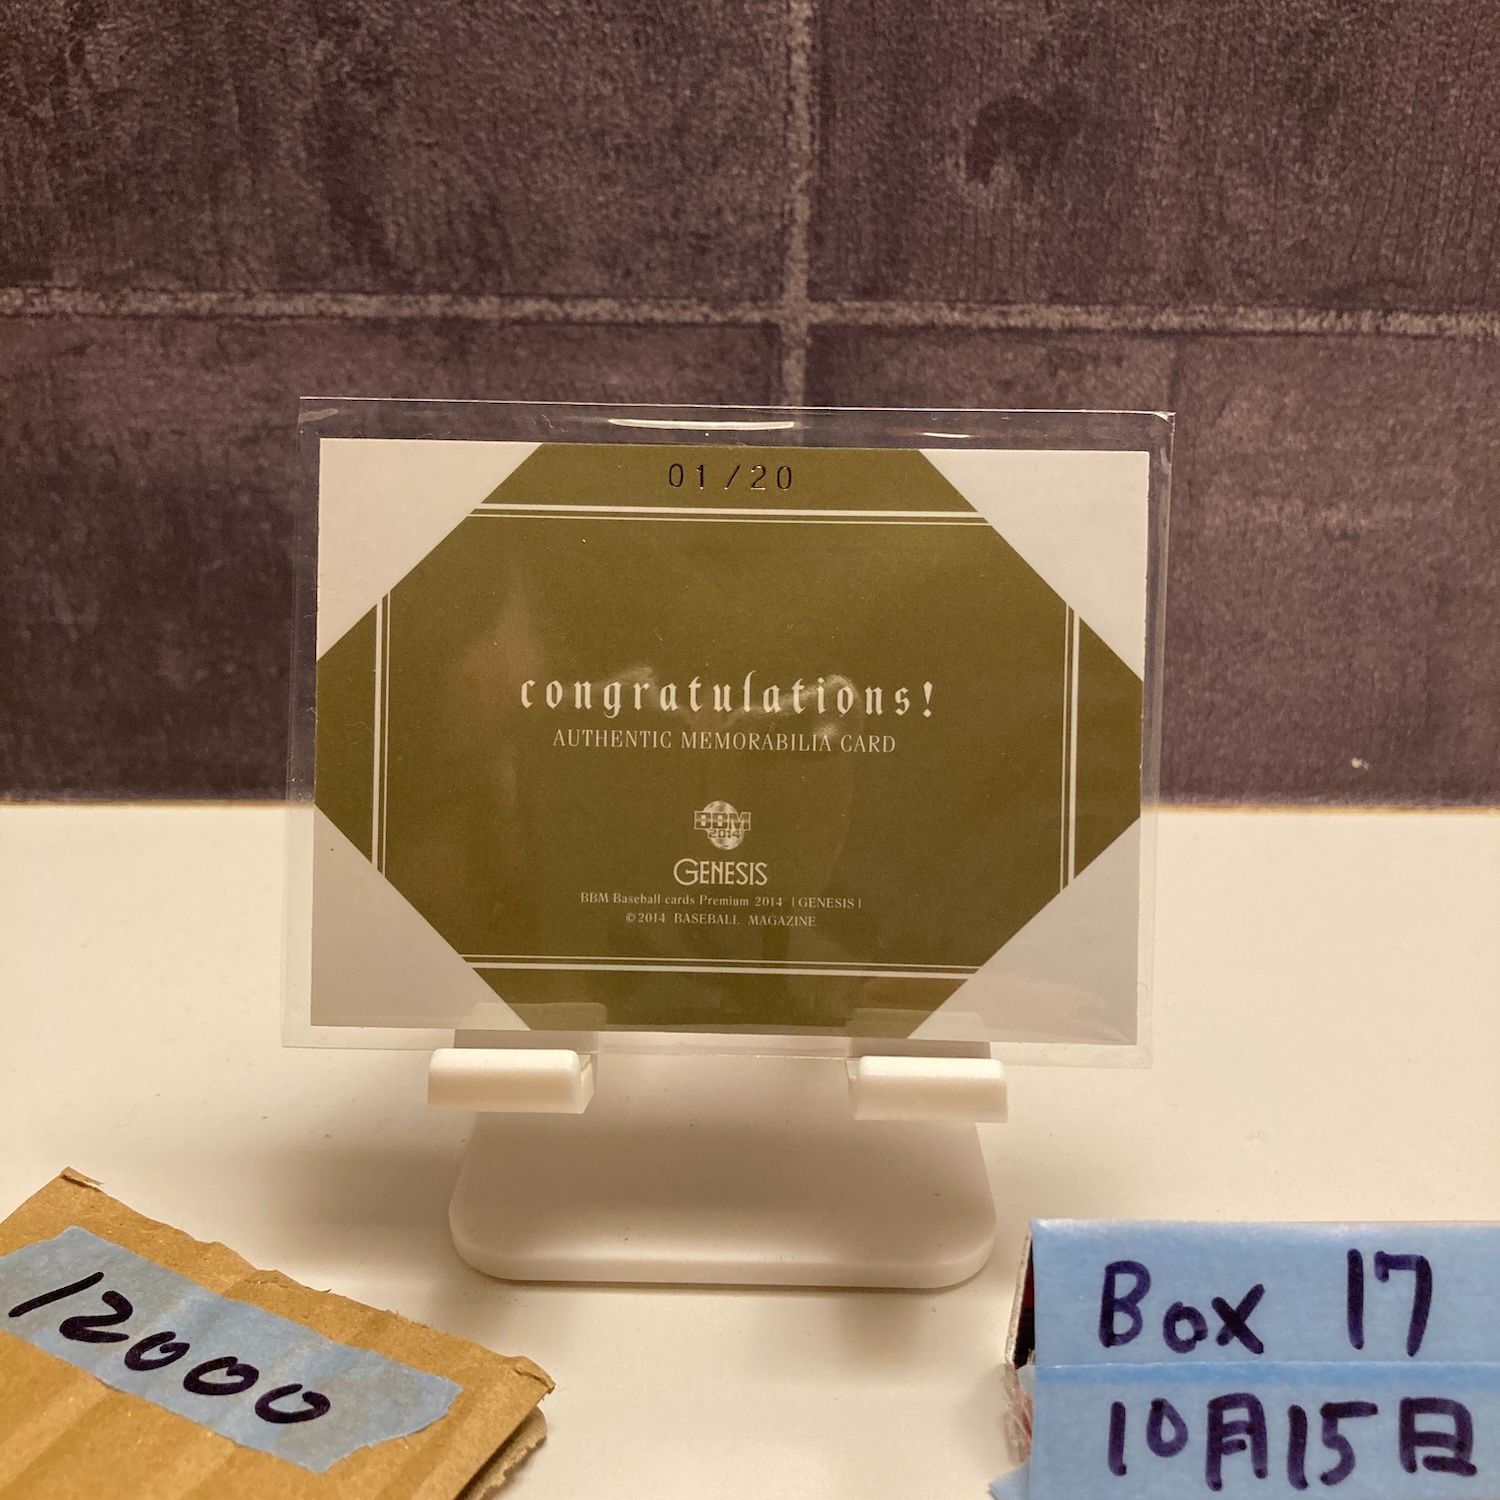 01/20
congratulations!
AUTHENTIC MEMORABILIA CARD
BBM
2014
GENESIS
BBM Baseball cards Premium 2014 |GENESIS|
©2014 BASEBALL MAGAZINE
12000
Box 17
10月15日